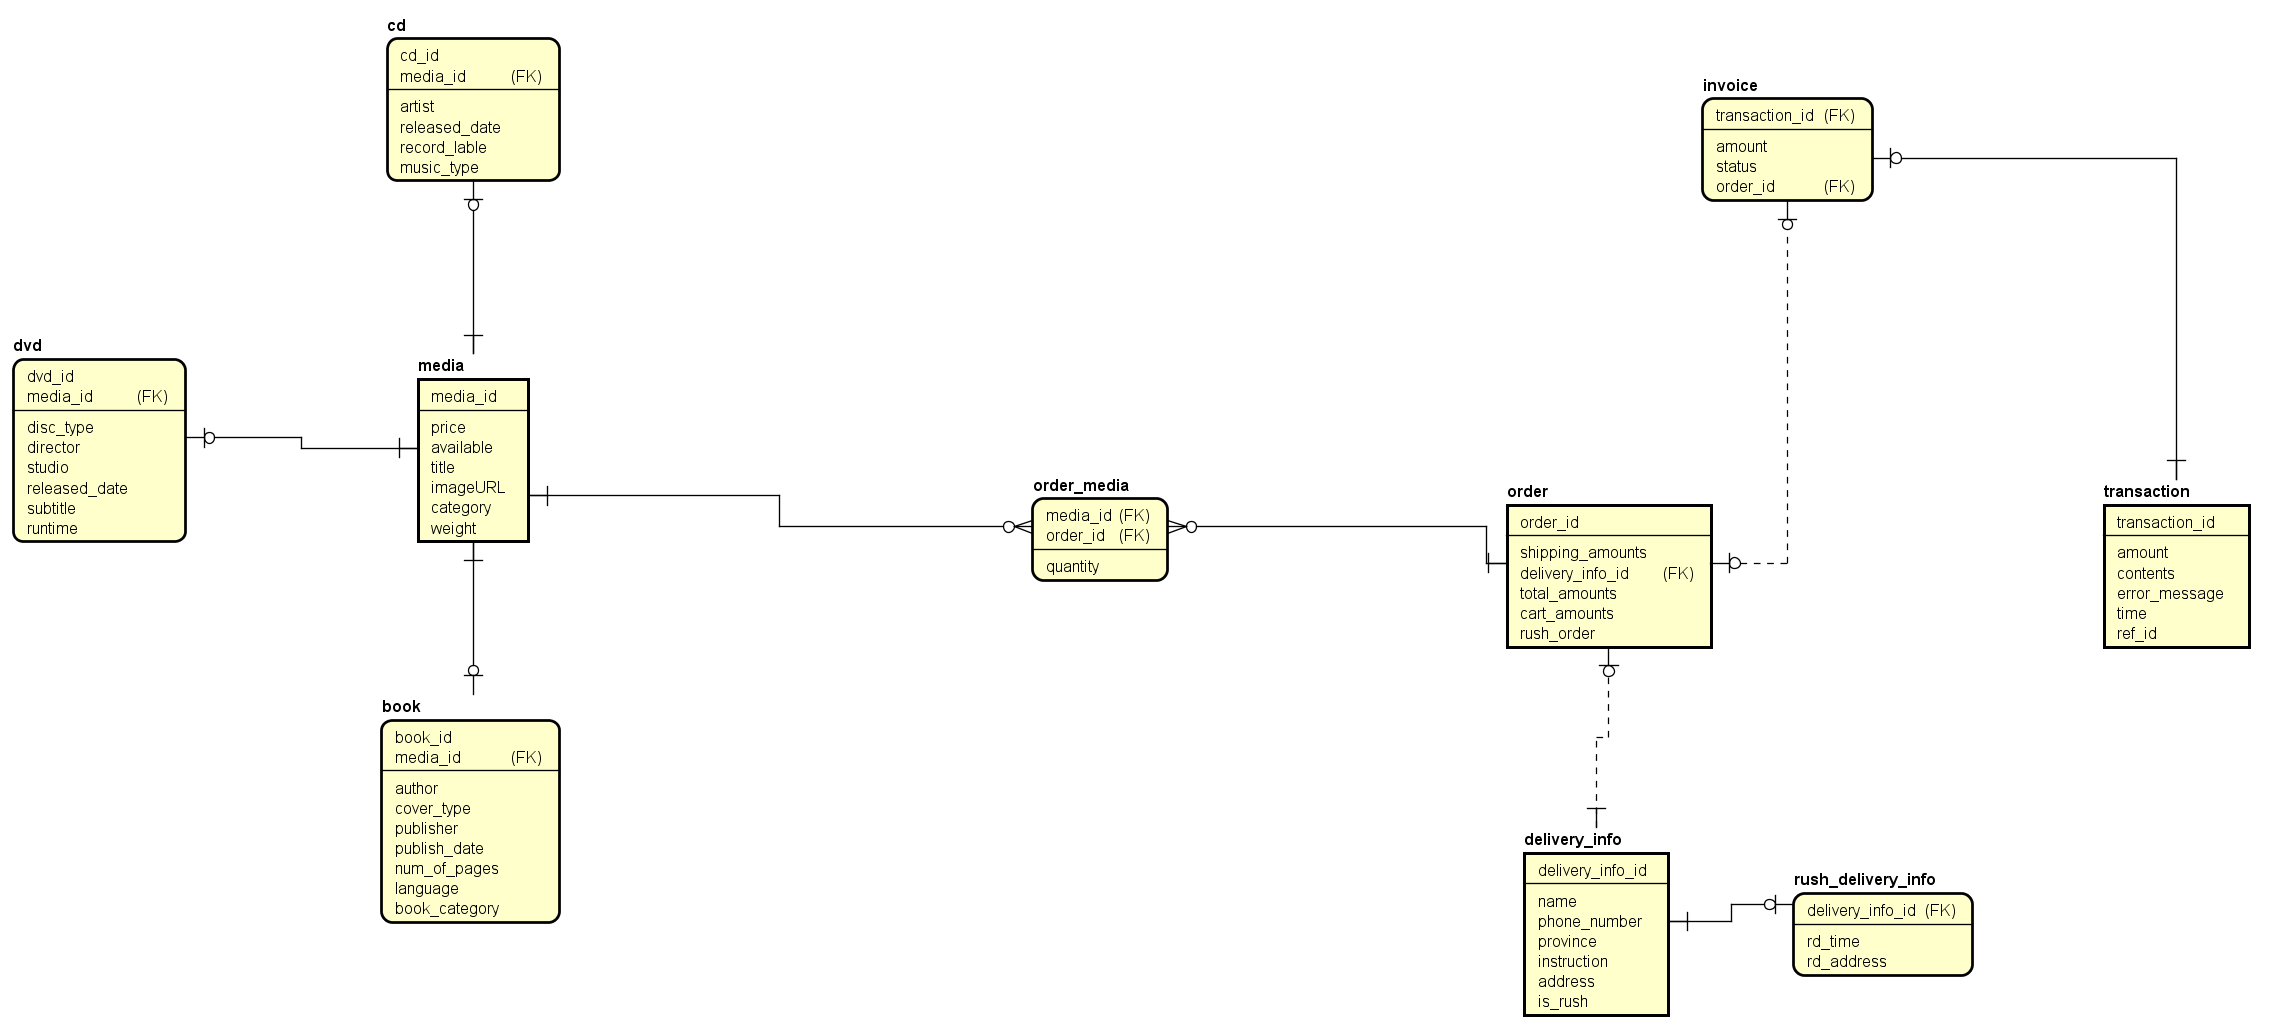 cd
cd_id
media_id (FK)
artist
released_date
record_lable
music_type
invoice
transaction_id (FK)
amount
status
order_id (FK)
dvd
dvd_id
media_id (FK)
disc_type
director
studio
released_date
subtitle
runtime
media
media_id
price
available
title
imageURL
category
weight
order_media
media_id (FK)
order_id (FK)
quantity
order
order_id
shipping_amounts
delivery_info_id (FK)
total_amounts
cart_amounts
rush_order
transaction
transaction_id
amount
contents
error_message
time
ref_id
book
book_id
media_id (FK)
author
cover_type
publisher
publish_date
num_of_pages
language
book_category
delivery_info
delivery_info_id
name
phone_number
province
instruction
address
is_rush
rush_delivery_info
delivery_info_id (FK)
rd_time
rd_address